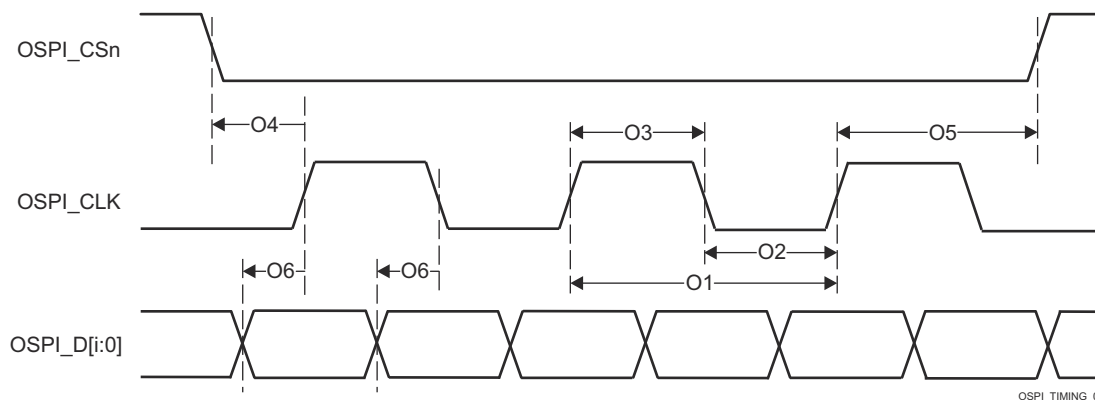 OSPI_CSn
O4
O3
O5
OSPI_CLK
O2
O6
O6
O1
OSPI_D[i:0]